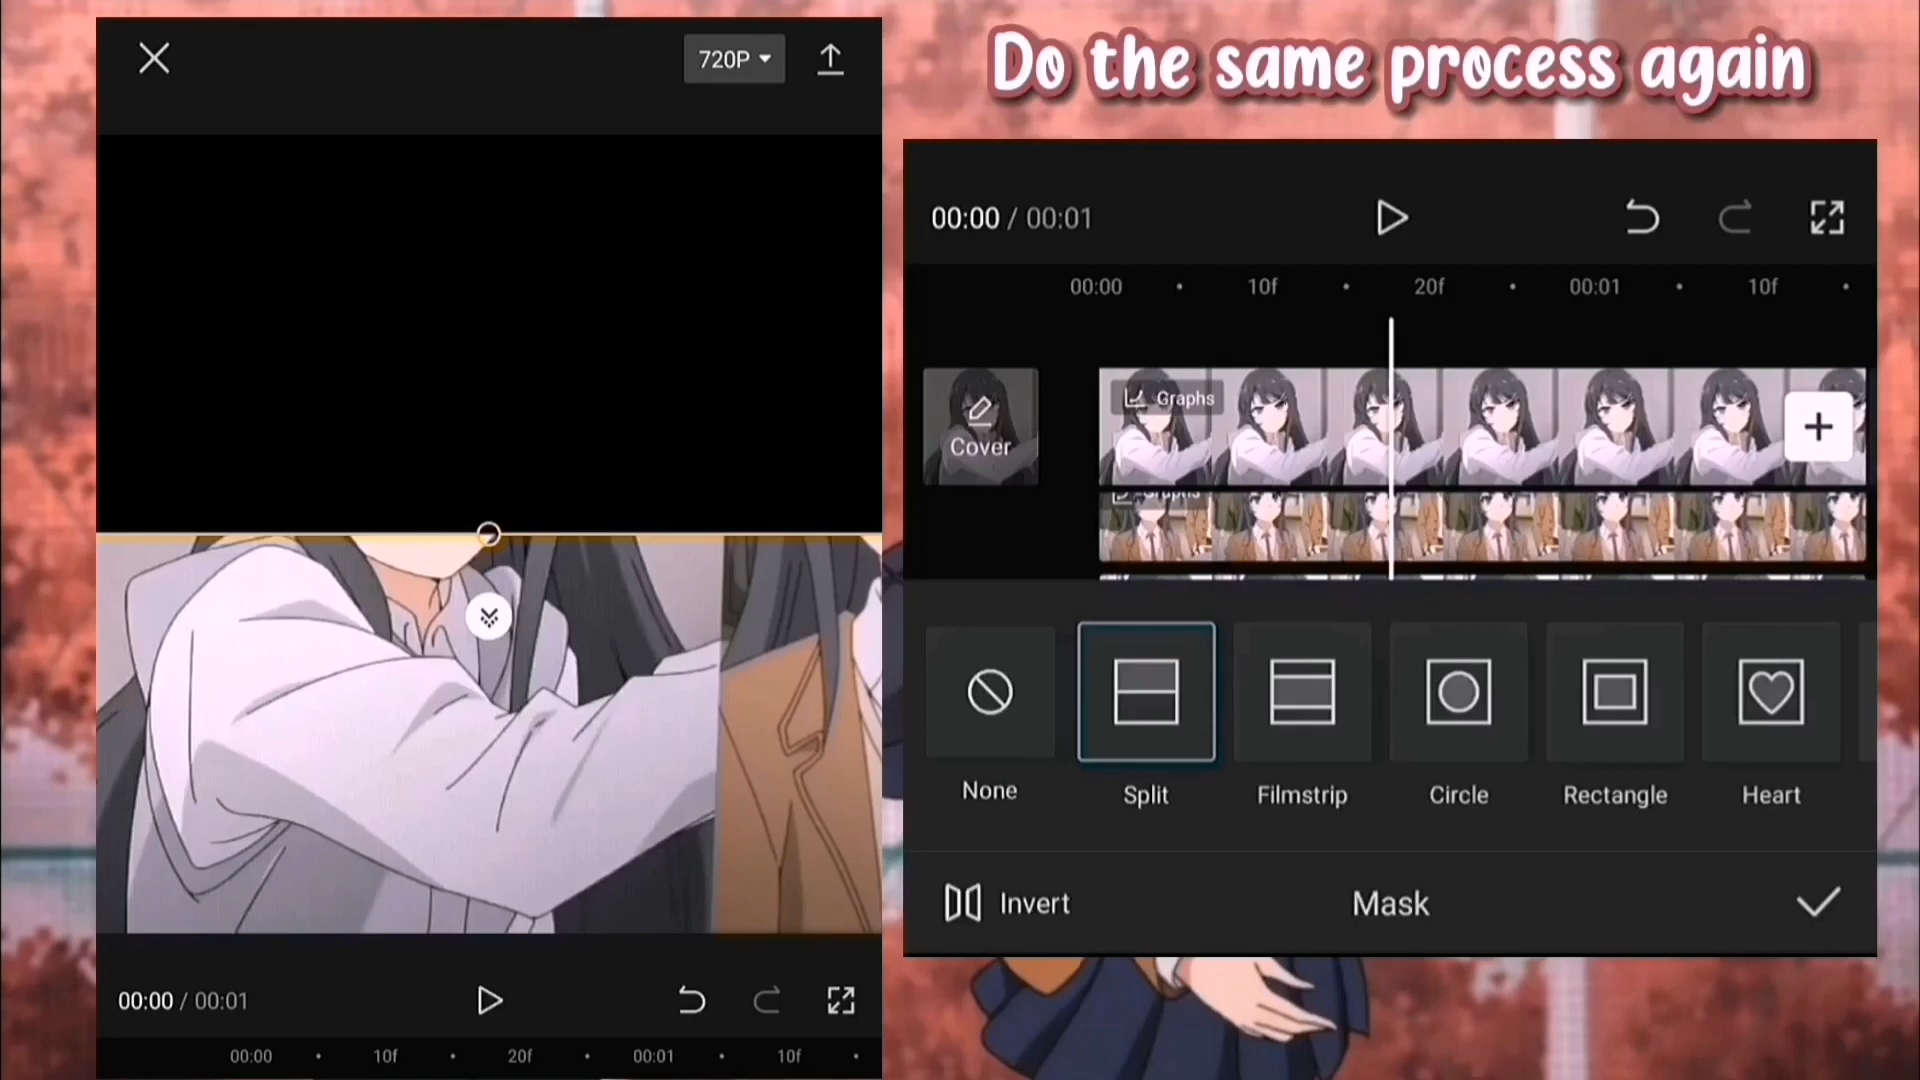 Do the same process again
720P
00:00 / 00:01
00:00 10f 20f 00:01 10f
00:00 / 00:01
00:00 10f 20f 00:01 10f
Cover
Graphs
Graphs
None Split Filmstrip Circle Rectangle Heart
Invert
Mask